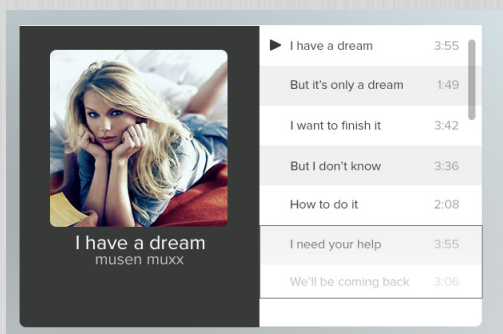 I have a dream
musen muxx
I have a dream 3:55
But it's only a dream 1:49
I want to finish it 3:42
But I don't know 3:36
How to do it 2:08
I need your help 3:55
We'll be coming back 3:06